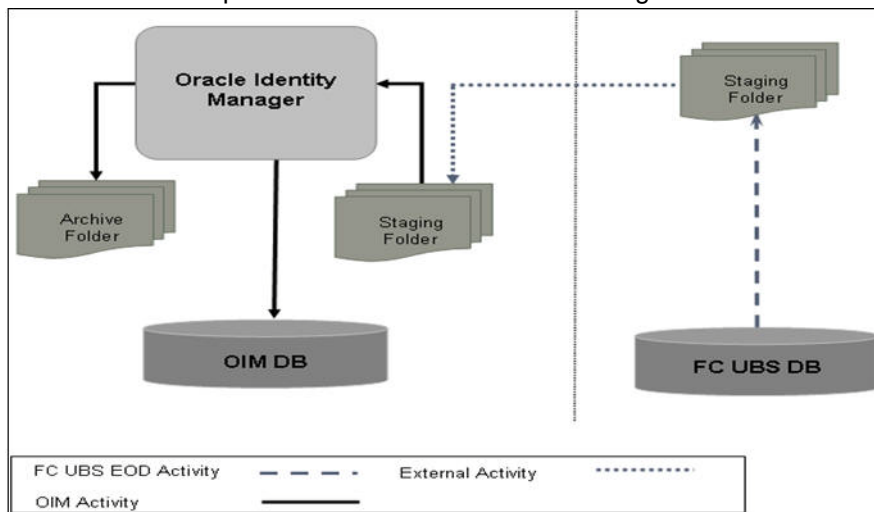 Oracle Identity
Manager
Staging
Folder
Archive
Folder
Staging
Folder
OIM DB
FC UBS DB
FC UBS EOD Activity
External Activity
OIM Activity